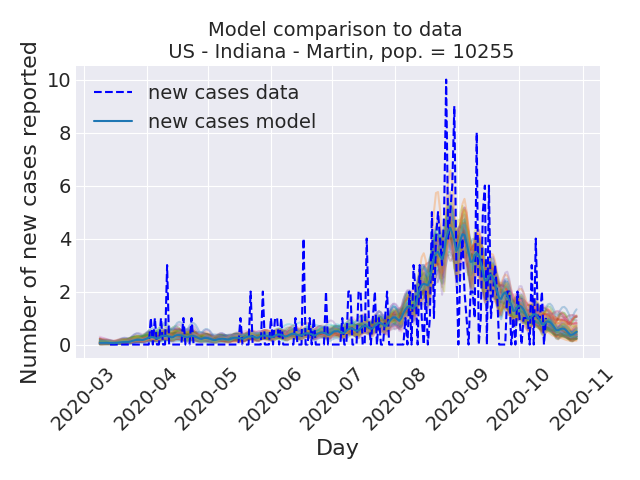 Model comparison to data
US - Indiana - Martin, pop. = 10255
Number of new cases reported
10
8
6
4
2
0
new cases data
new cases model
2020-03
2020-04
2020-05
2020-06
2020-07
2020-08
2020-09
2020-10
2020-11
Day